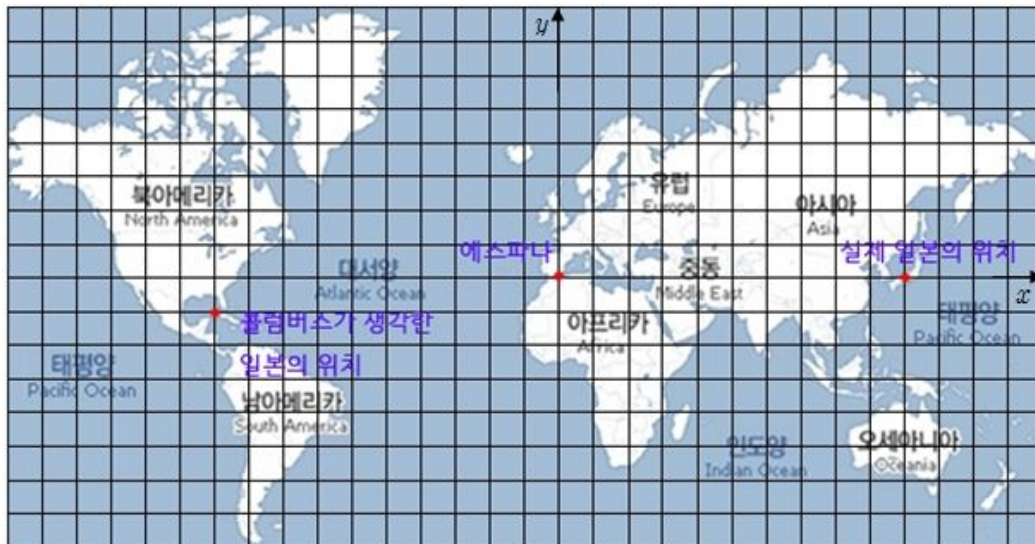 y
북아메리카
North America
유럽
Europe
아시아
Asia
에스파냐
실제 일본의 위치
대서양
Atlantic Ocean
중동
Middle East
x
콜럼버스가 생각한
일본의 위치
아프리카
Africa
태평양
Pacific Ocean
태평양
Pacific Ocean
남아메리카
South America
인도양
Indian Ocean
오세아니아
Oceania